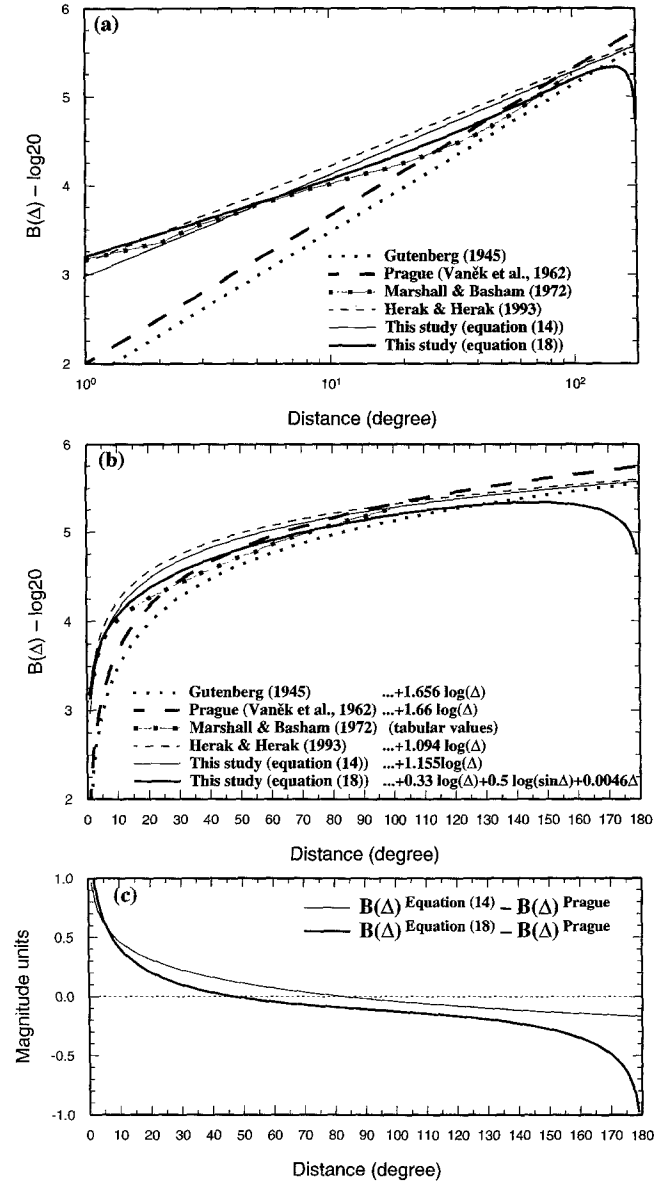 6
(a)
5
4
3
2
B(Δ) – log20
Gutenberg (1945)
Prague (Vaněk et al., 1962)
Marshall & Basham (1972)
Herak & Herak (1993)
This study (equation (14))
This study (equation (18))
10⁰ 10¹ 10²
Distance (degree)
6
(b)
5
4
3
2
B(Δ) – log20
Gutenberg (1945) ...+1.656 log(Δ)
Prague (Vaněk et al., 1962) ...+1.66 log(Δ)
Marshall & Basham (1972) (tabular values)
Herak & Herak (1993) ...+1.094 log(Δ)
This study (equation (14)) ...+1.155log(Δ)
This study (equation (18)) ...+0.33 log(Δ)+0.5 log(sinΔ)+0.0046Δ
0 10 20 30 40 50 60 70 80 90 100 110 120 130 140 150 160 170 180
Distance (degree)
1.0
(c)
0.5
0.0
-0.5
-1.0
Magnitude units
B(Δ) Equation (14) – B(Δ) Prague
B(Δ) Equation (18) – B(Δ) Prague
0 10 20 30 40 50 60 70 80 90 100 110 120 130 140 150 160 170 180
Distance (degree)